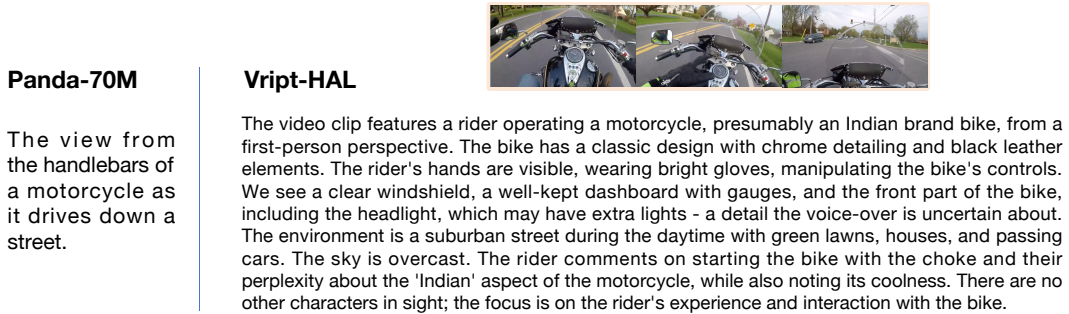 Panda-70M
The view from
the handlebars of
a motorcycle as
it drives down a
street.
Vript-HAL
The video clip features a rider operating a motorcycle, presumably an Indian brand bike, from a
first-person perspective. The bike has a classic design with chrome detailing and black leather
elements. The rider's hands are visible, wearing bright gloves, manipulating the bike's controls.
We see a clear windshield, a well-kept dashboard with gauges, and the front part of the bike,
including the headlight, which may have extra lights - a detail the voice-over is uncertain about.
The environment is a suburban street during the daytime with green lawns, houses, and passing
cars. The sky is overcast. The rider comments on starting the bike with the choke and their
perplexity about the 'Indian' aspect of the motorcycle, while also noting its coolness. There are no
other characters in sight; the focus is on the rider's experience and interaction with the bike.